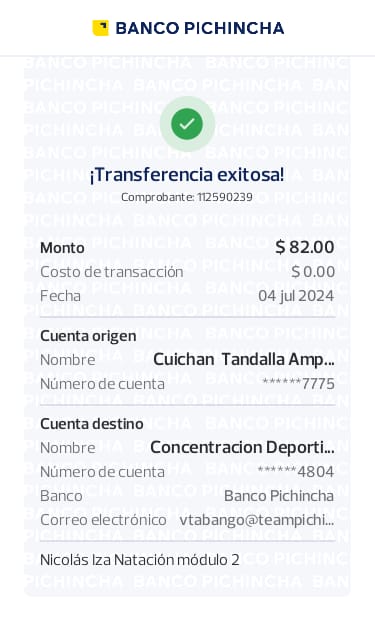 BANCO PICHINCHA
¡Transferencia exitosa!
Comprobante: 112590239
Monto $ 82.00
Costo de transacción $ 0.00
Fecha 04 jul 2024
Cuenta origen
Nombre Cuichan Tandalla Amp...
Número de cuenta ******7775
Cuenta destino
Nombre Concentracion Deporti...
Número de cuenta ******4804
Banco Banco Pichincha
Correo electrónico vtabango@teampichi...
Nicolás Iza Natación módulo 2